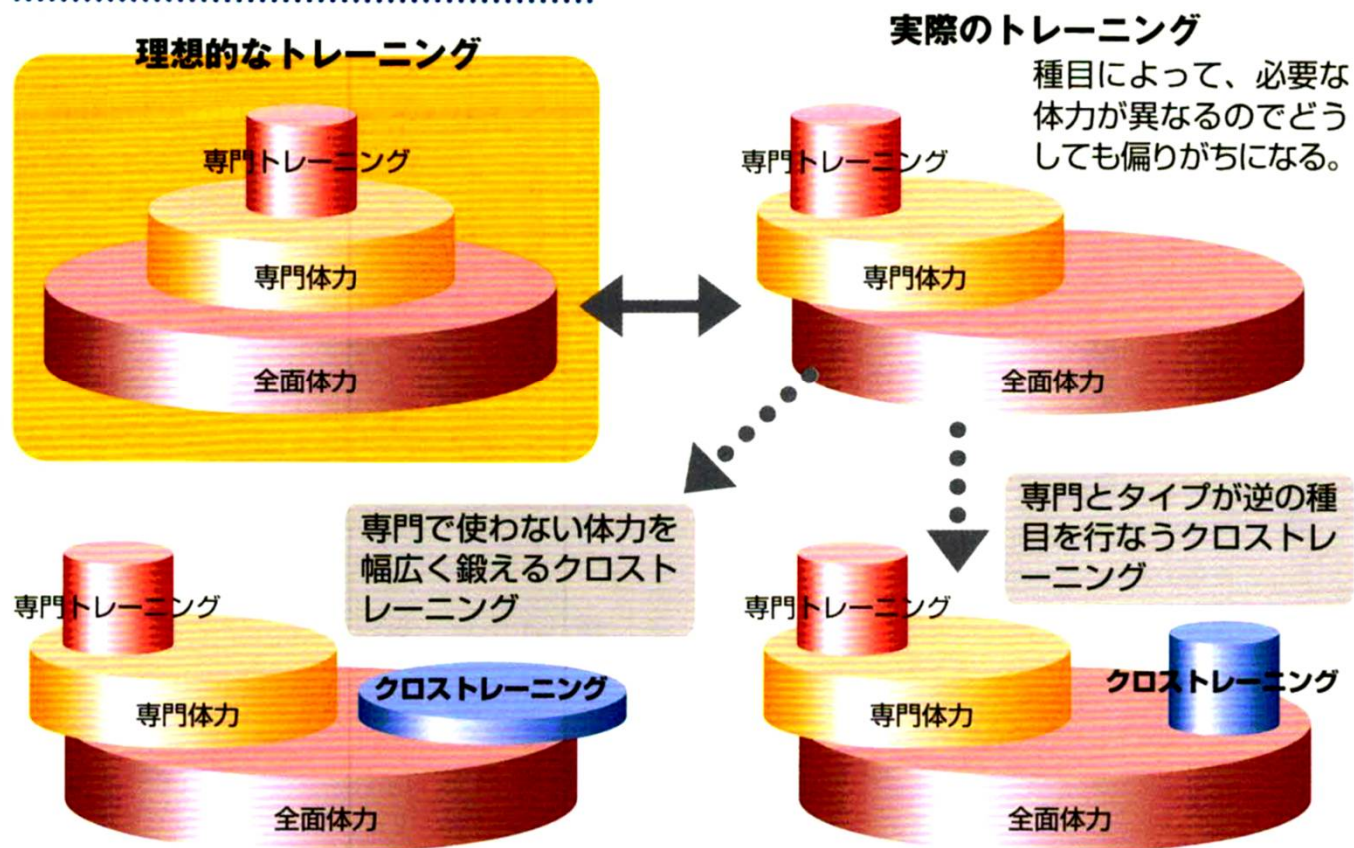 理想的なトレーニング
専門トレーニング
専門体力
全面体力
実際のトレーニング
種目によって、必要な
体力が異なるのでどう
しても偏りがちになる。
専門トレーニング
専門体力
全面体力
専門で使わない体力を
幅広く鍛えるクロスト
レーニング
専門トレーニング
クロストレーニング
専門体力
全面体力
専門とタイプが逆の種
目を行なうクロストレ
ーニング
専門トレーニング
クロストレーニング
専門体力
全面体力